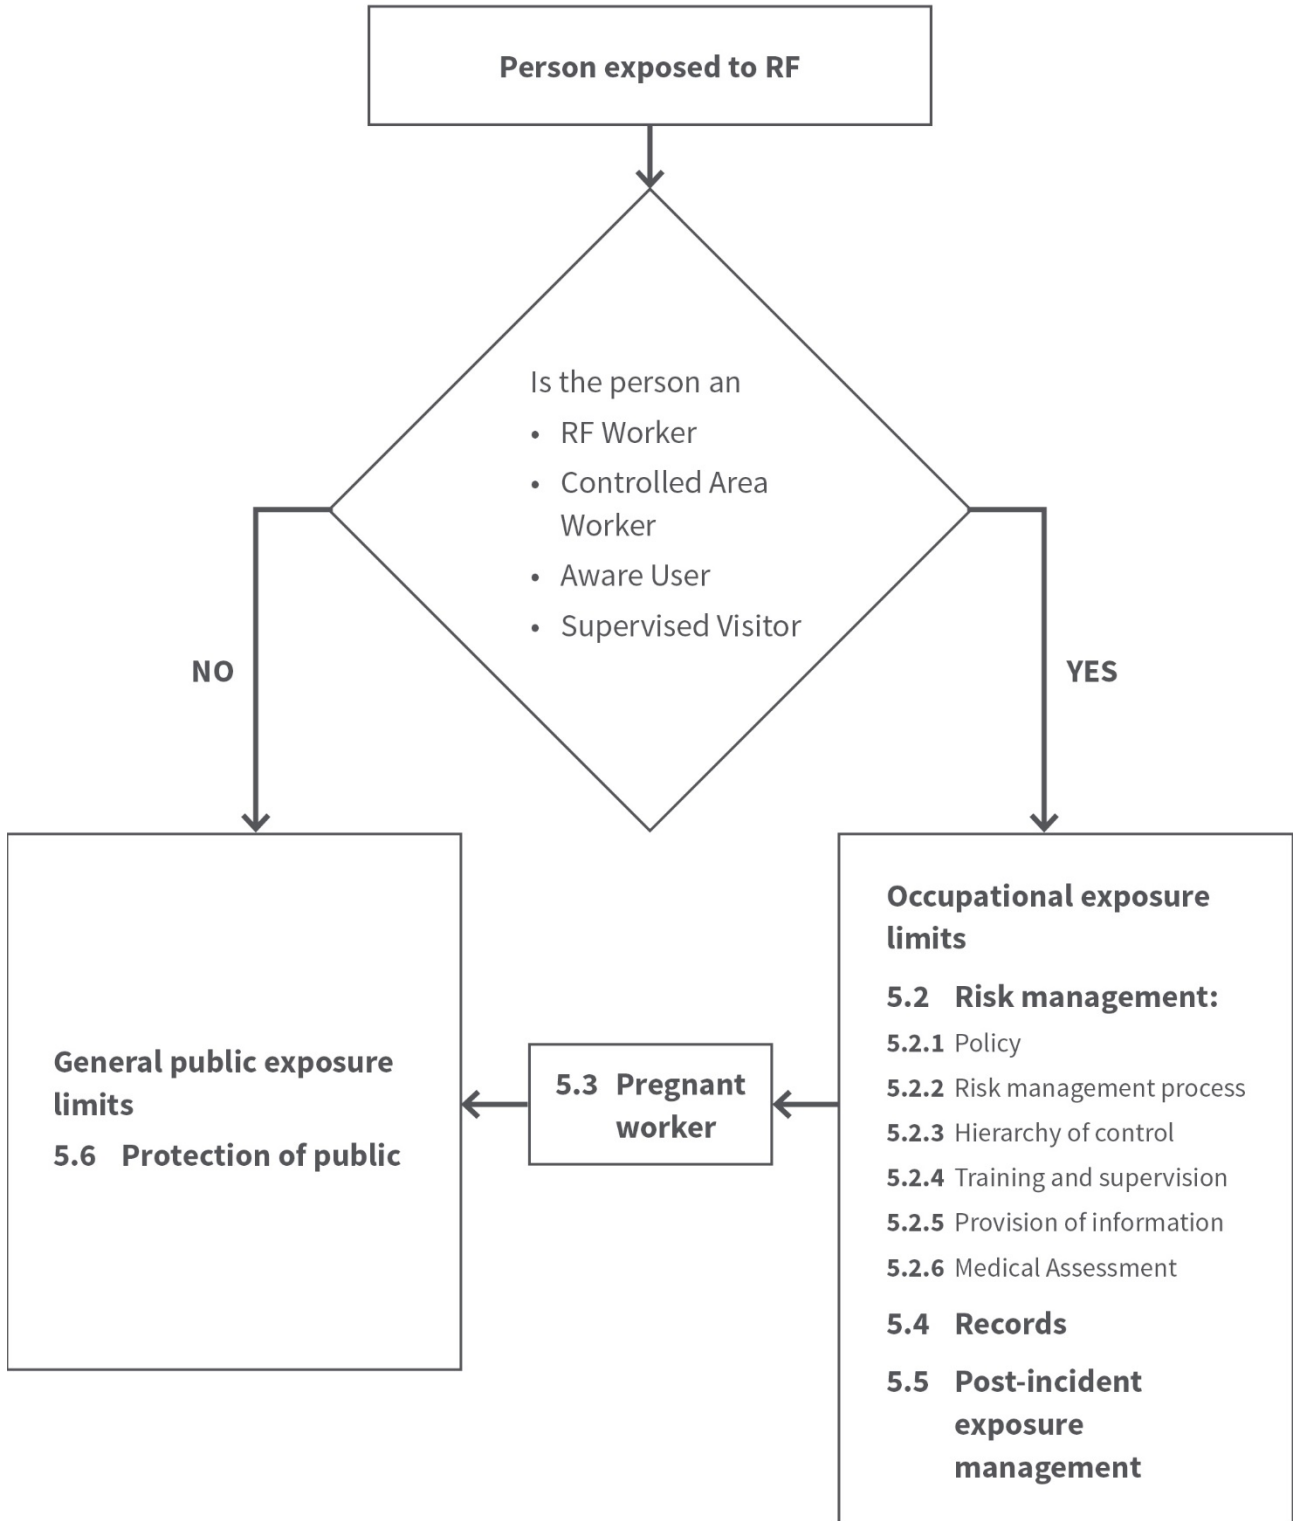 Person exposed to RF
Is the person an
• RF Worker
• Controlled Area
Worker
• Aware User
• Supervised Visitor
NO
YES
General public exposure
limits
5.6 Protection of public
5.3 Pregnant
worker
Occupational exposure
limits
5.2 Risk management:
5.2.1 Policy
5.2.2 Risk management process
5.2.3 Hierarchy of control
5.2.4 Training and supervision
5.2.5 Provision of information
5.2.6 Medical Assessment
5.4 Records
5.5 Post-incident
exposure
management